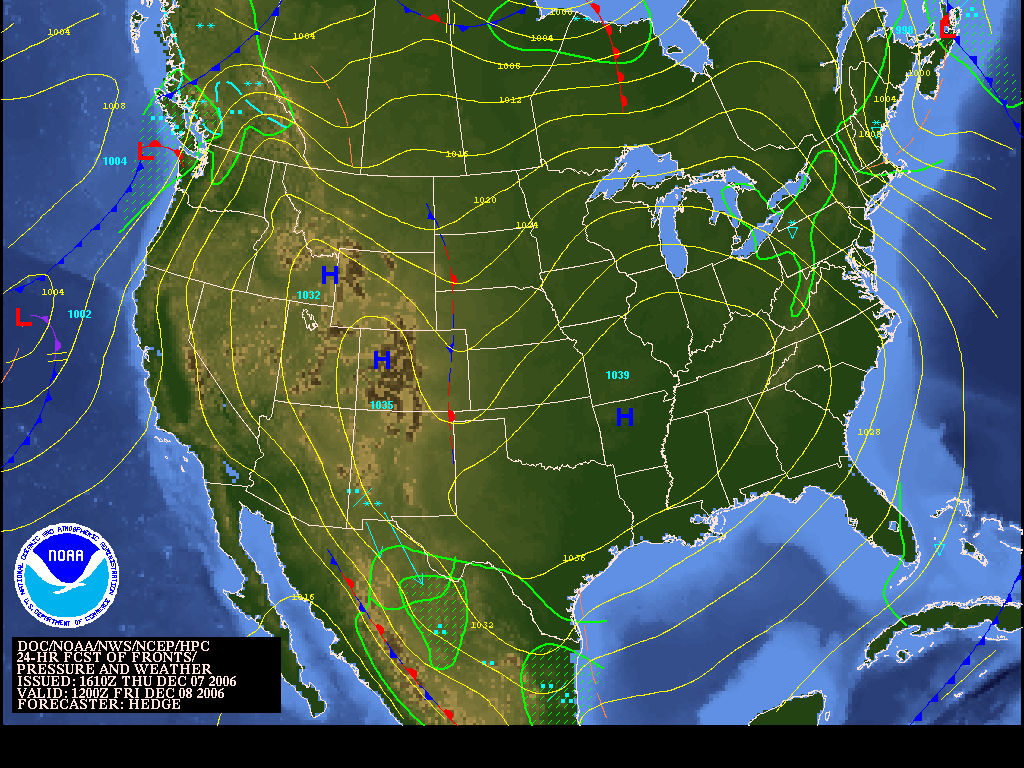 1004
1004
1008
1004
998
L
1000
1008
1004
1008
1012
1008
L
1004
1016
1020
1024
H
1032
1004
L
1002
H
1039
1035
H
1028
1036
1016
1032
NOAA
NATIONAL OCEANIC AND ATMOSPHERIC ADMINISTRATION
U.S. DEPARTMENT OF COMMERCE
DOC/NOAA/NWS/NCEP/HPC
24-HR FCST OF FRONTS/
PRESSURE AND WEATHER
ISSUED: 1610Z THU DEC 07 2006
VALID: 1200Z FRI DEC 08 2006
FORECASTER: HEDGE